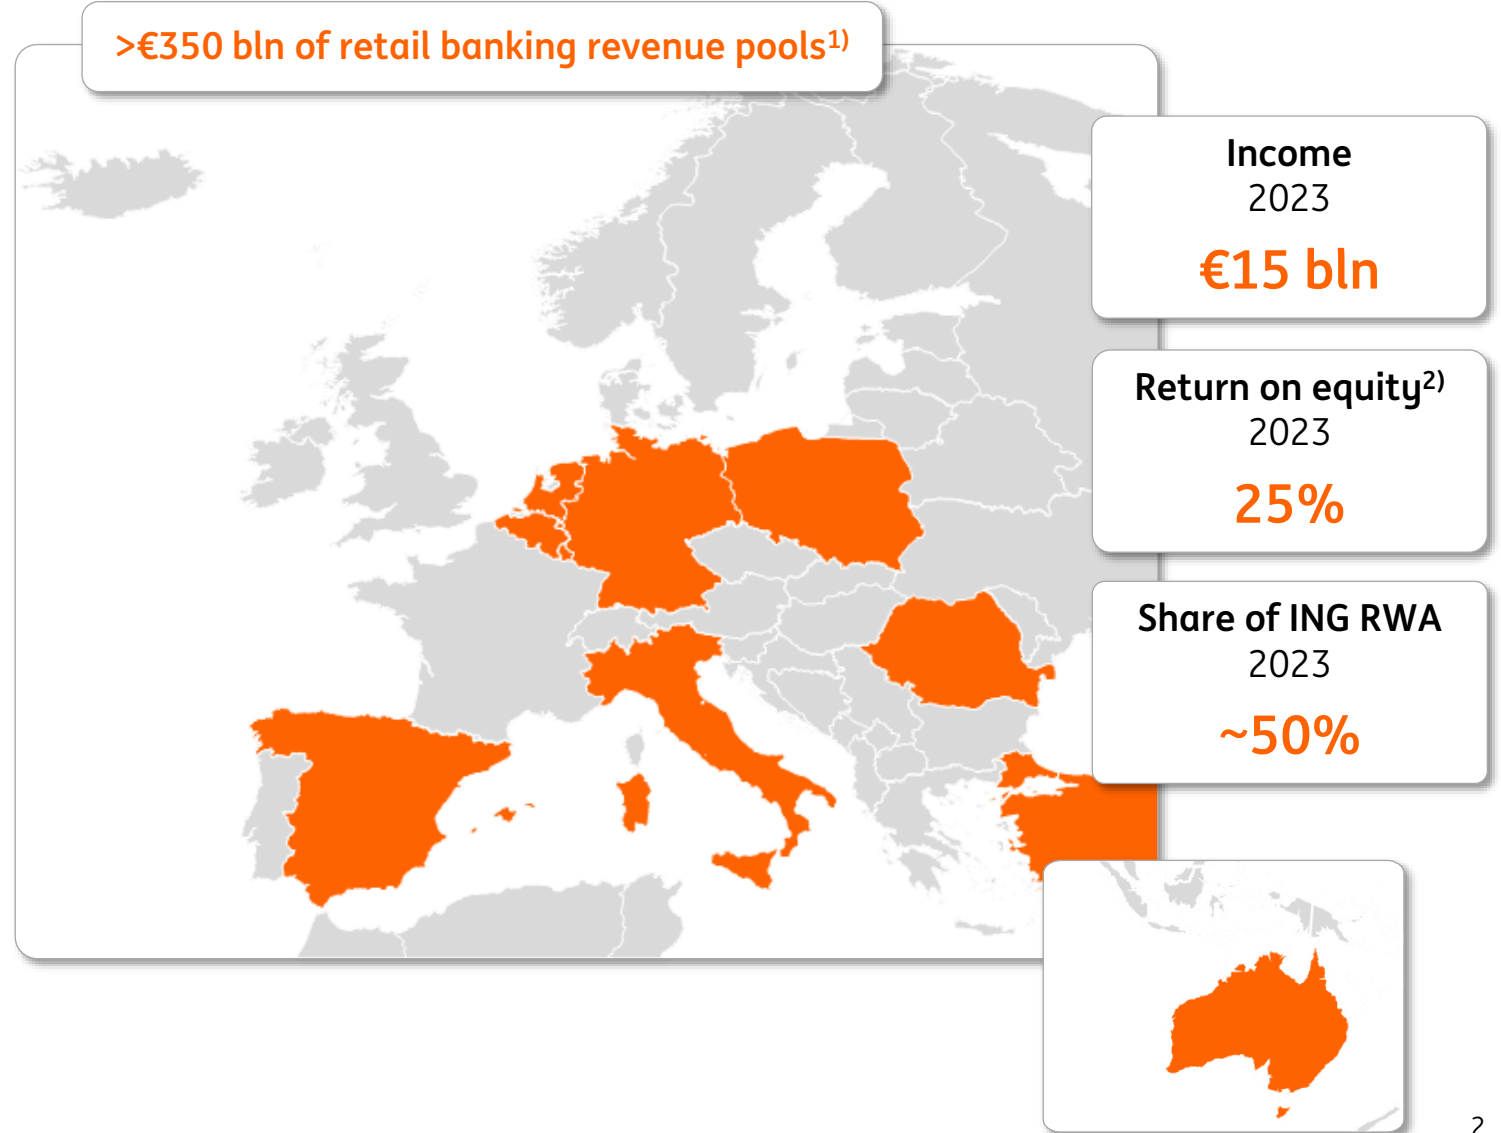 >€350 bln of retail banking revenue pools1)
Income
2023
€15 bln
Return on equity2)
2023
25%
Share of ING RWA
2023
~50%
2